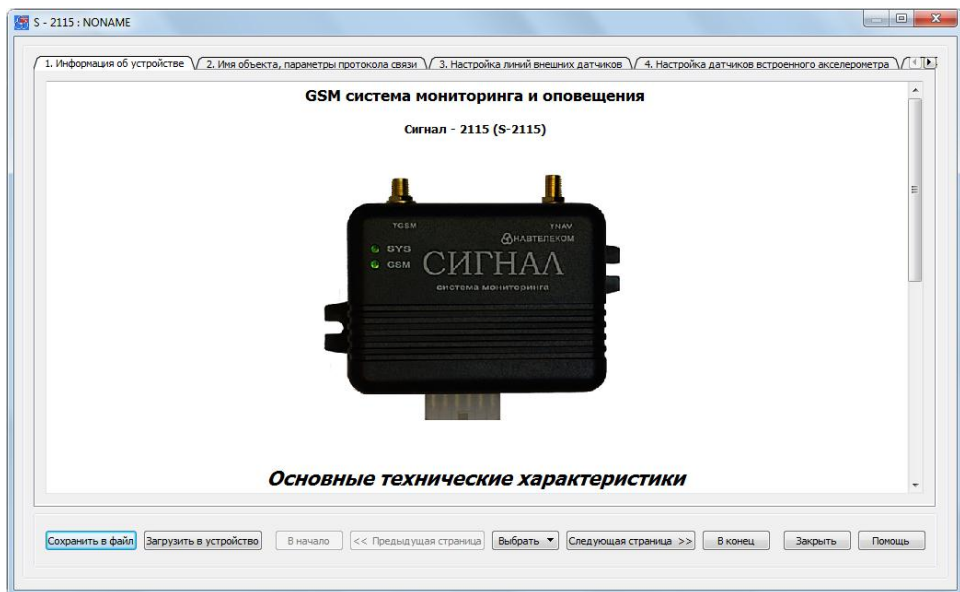 S - 2115 : NONAME
1. Информация об устройстве
2. Имя объекта, параметры протокола связи
3. Настройка линий внешних датчиков
4. Настройка датчиков встроенного акселерометра
GSM система мониторинга и оповещения
Сигнал - 2115 (S-2115)
YGSM YNAV
НАВТЕЛЕКОМ
SYS
GSM
СИГНАЛ
система мониторинга
Основные технические характеристики
Сохранить в файл Загрузить в устройство В начало << Предыдущая страница Выбрать Следующая страница >> В конец Закрыть Помощь